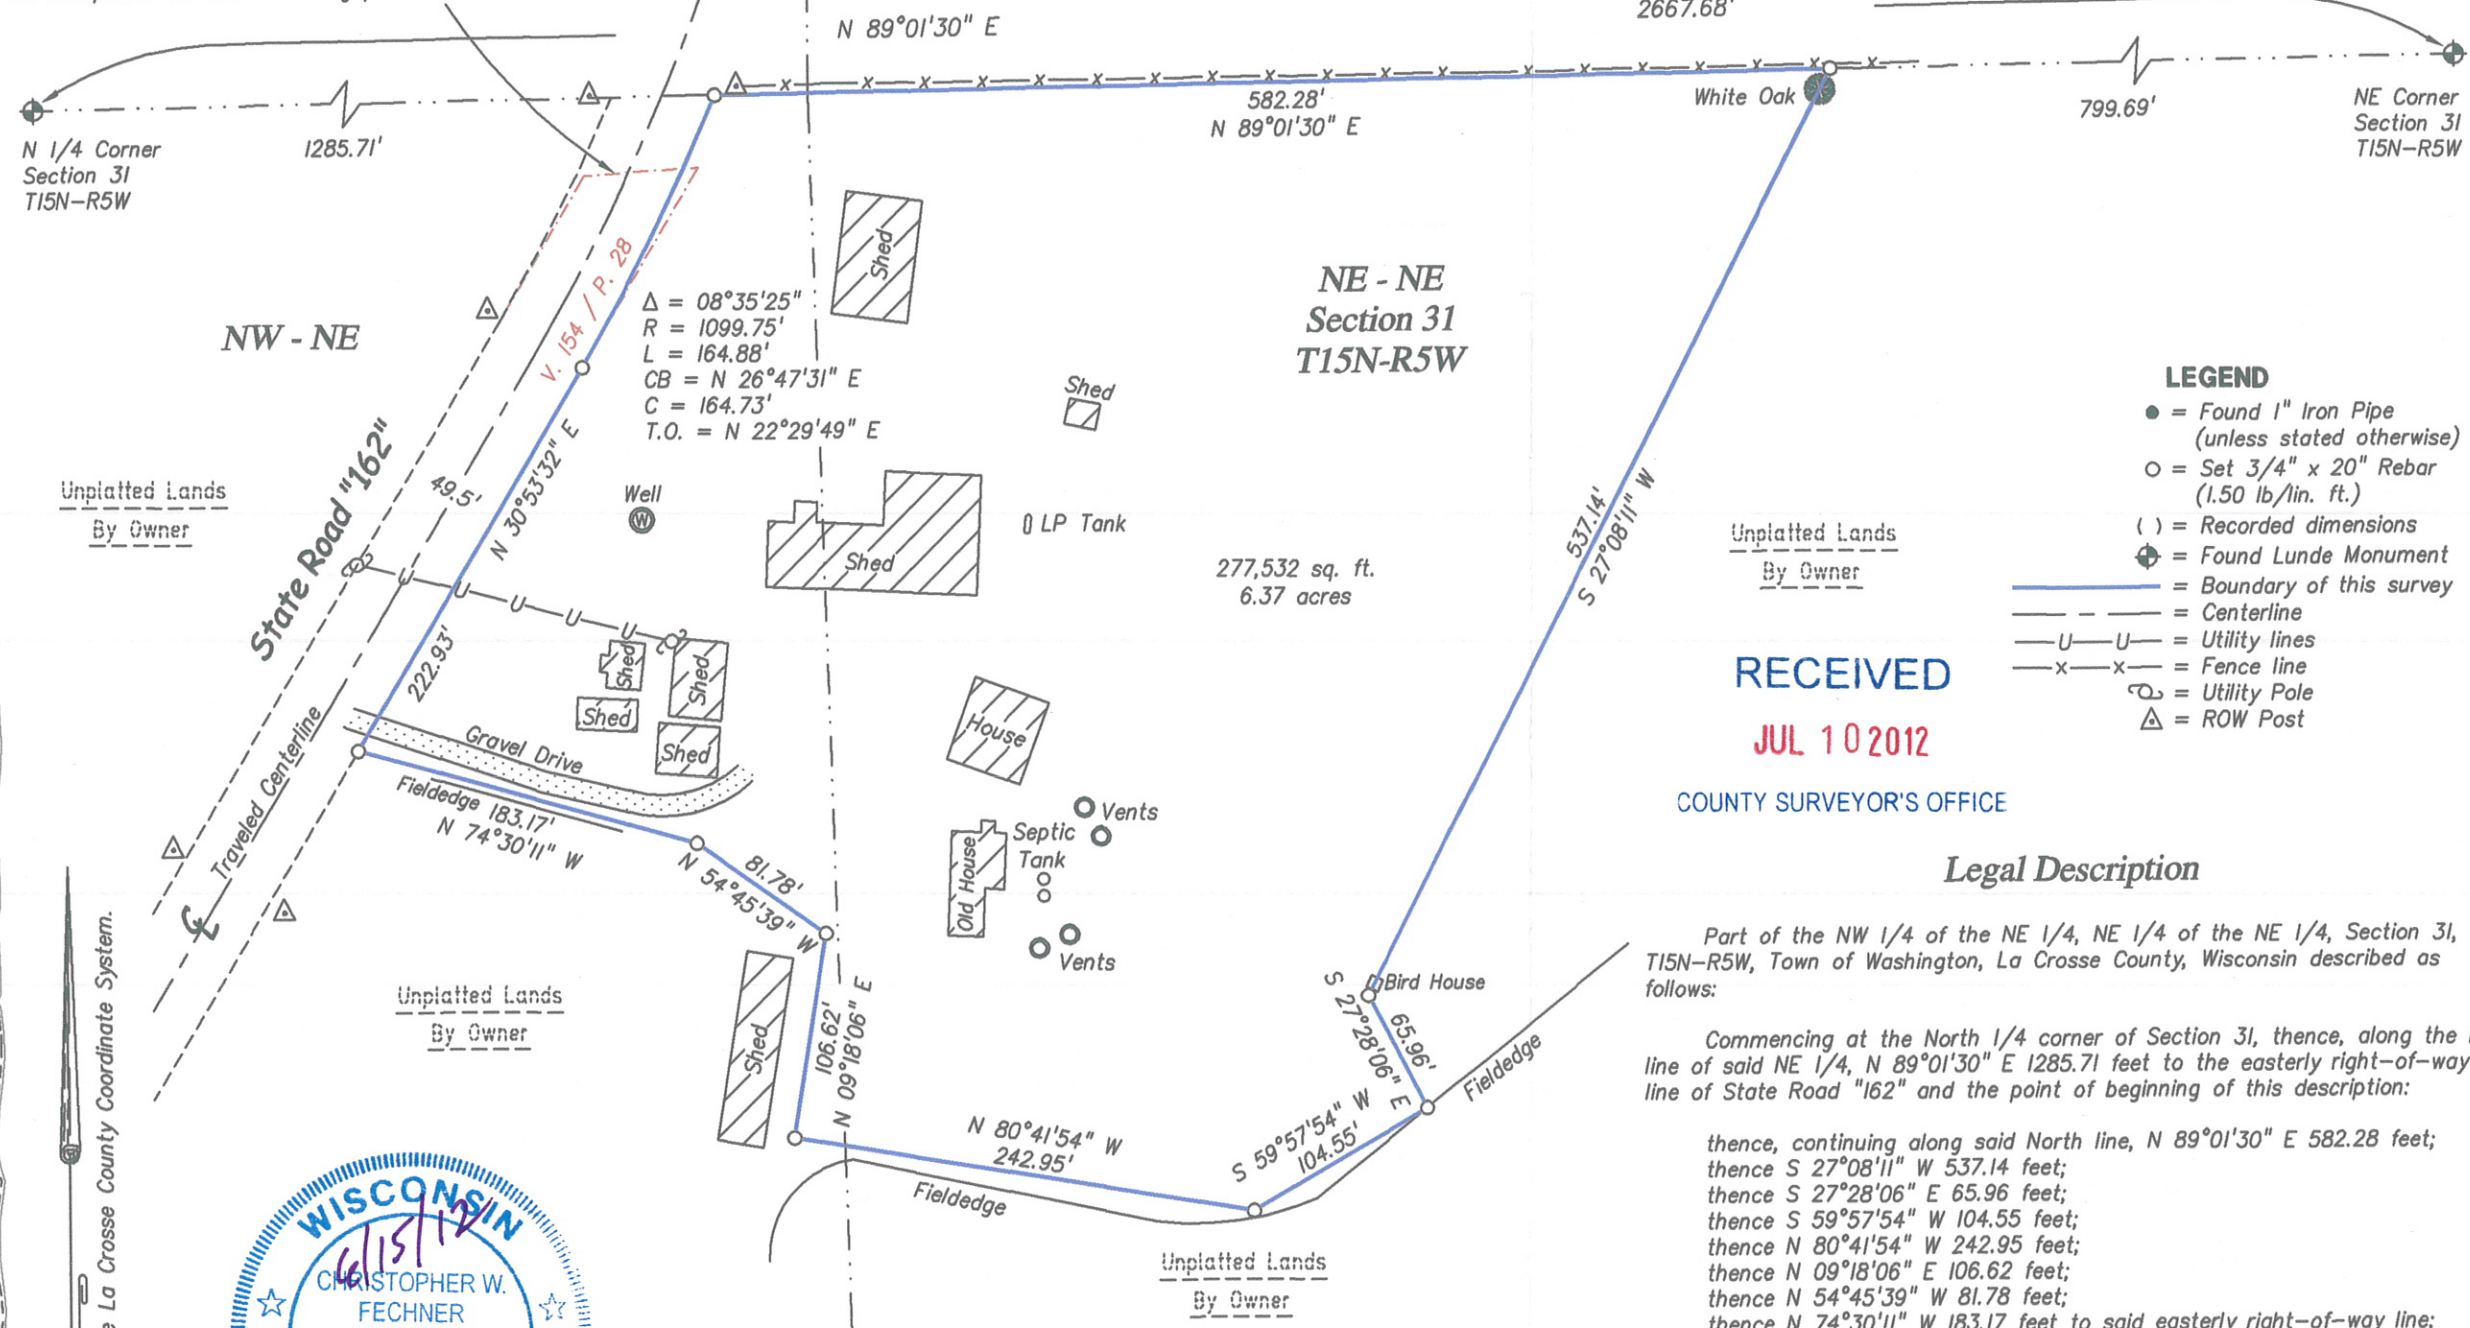 N 89°01'30" E
2667.68'
N 1/4 Corner
Section 31
T15N-R5W
1285.71'
582.28'
N 89°01'30" E
White Oak
799.69'
NE Corner
Section 31
T15N-R5W
NW - NE
V. 154 / P. 28
Δ = 08°35'25"
R = 1099.75'
L = 164.88'
CB = N 26°47'31" E
C = 164.73'
T.O. = N 22°29'49" E
Shed
NE - NE
Section 31
T15N-R5W
Shed
LEGEND
= Found 1" Iron Pipe
(unless stated otherwise)
= Set 3/4" x 20" Rebar
(1.50 lb/lin. ft.)
( ) = Recorded dimensions
= Found Lunde Monument
= Boundary of this survey
= Centerline
U U = Utility lines
x x = Fence line
= Utility Pole
= ROW Post
Unplatted Lands
By Owner
State Road "162"
49.5'
N 30°53'32" E
222.93'
Well
W
LP Tank
Shed
277,532 sq. ft.
6.37 acres
537.14'
S 27°08'11" W
Unplatted Lands
By Owner
RECEIVED
JUL 10 2012
COUNTY SURVEYOR'S OFFICE
Shed
Shed
Shed
Shed
House
Gravel Drive
Traveled Centerline
Fieldedge 183.17'
N 74°30'11" W
81.78'
N 54°45'39" W
Vents
Septic
Tank
Old House
Vents
Unplatted Lands
By Owner
Shed
106.62'
N 09°18'06" E
Bird House
65.96'
S 27°28'06" E
Fieldedge
S 59°57'54" W
104.55'
N 80°41'54" W
242.95'
Fieldedge
Unplatted Lands
By Owner
La Crosse County Coordinate System.
WISCONSIN
6/15/12
CHRISTOPHER W.
FECHNER
Legal Description
Part of the NW 1/4 of the NE 1/4, NE 1/4 of the NE 1/4, Section 31,
T15N-R5W, Town of Washington, La Crosse County, Wisconsin described as
follows:
Commencing at the North 1/4 corner of Section 31, thence, along the
line of said NE 1/4, N 89°01'30" E 1285.71 feet to the easterly right-of-way
line of State Road "162" and the point of beginning of this description:
thence, continuing along said North line, N 89°01'30" E 582.28 feet;
thence S 27°08'11" W 537.14 feet;
thence S 27°28'06" E 65.96 feet;
thence S 59°57'54" W 104.55 feet;
thence N 80°41'54" W 242.95 feet;
thence N 09°18'06" E 106.62 feet;
thence N 54°45'39" W 81.78 feet;
thence N 74°30'11" W 183.17 feet to said easterly right-of-way line;